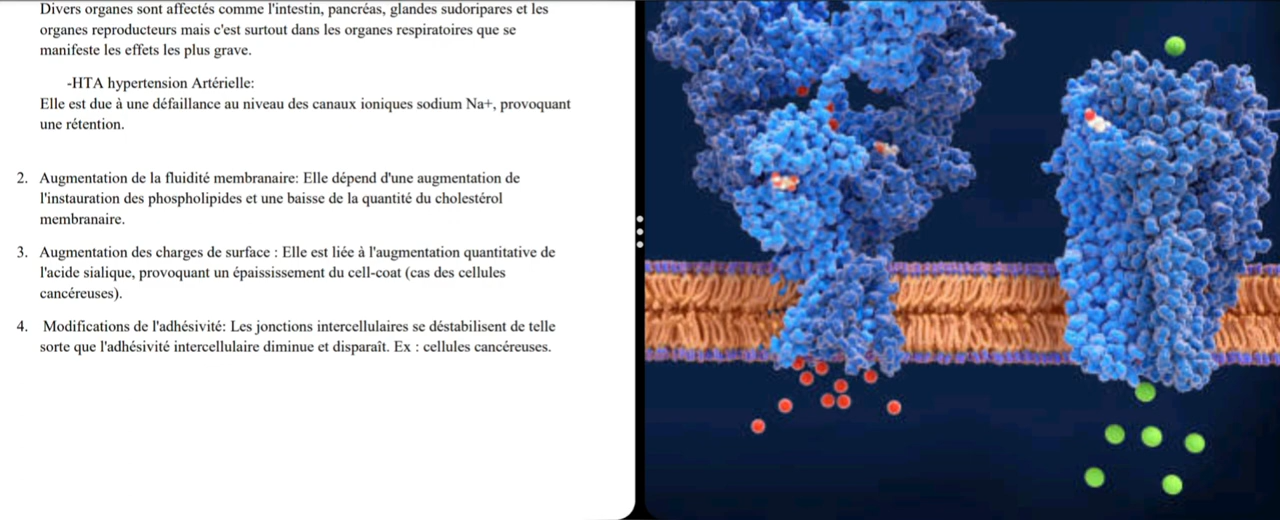 Divers organes sont affectés comme l'intestin, pancréas, glandes sudoripares et les
organes reproducteurs mais c'est surtout dans les organes respiratoires que se
manifeste les effets les plus grave.
-HTA hypertension Artérielle:
Elle est due à une défaillance au niveau des canaux ioniques sodium Na+, provoquant
une rétention.
2. Augmentation de la fluidité membranaire: Elle dépend d'une augmentation de
l'instauration des phospholipides et une baisse de la quantité du cholestérol
membranaire.
3. Augmentation des charges de surface : Elle est liée à l'augmentation quantitative de
l'acide sialique, provoquant un épaississement du cell-coat (cas des cellules
cancéreuses).
4. Modifications de l'adhésivité: Les jonctions intercellulaires se déstabilisent de telle
sorte que l'adhésivité intercellulaire diminue et disparaît. Ex : cellules cancéreuses.